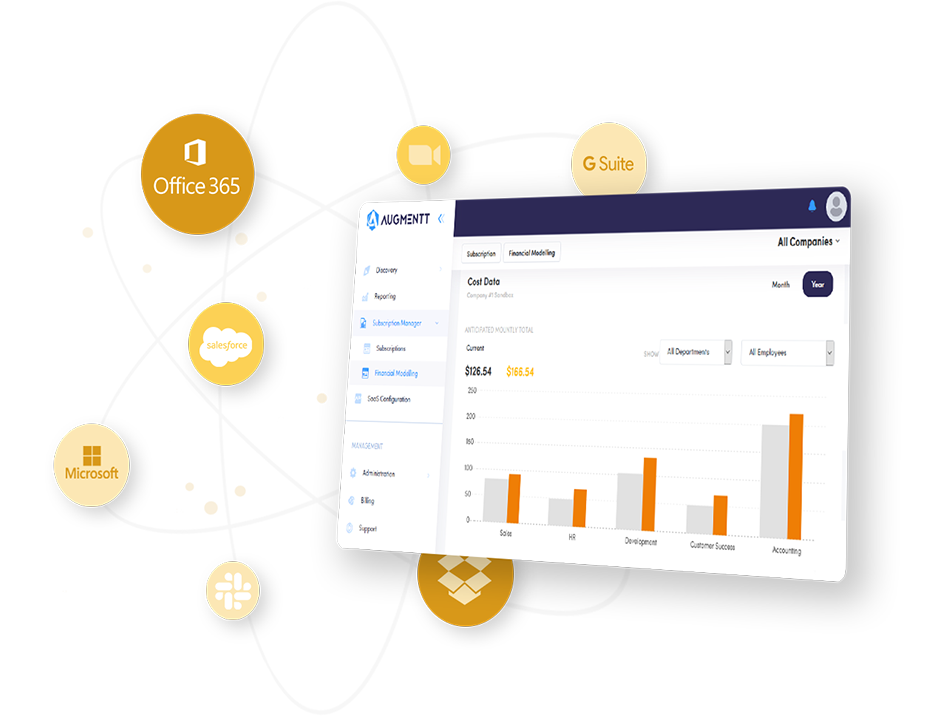 Office 365
G Suite
salesforce
Microsoft
AUGMENTT
Discovery
Reporting
Subscription Manager
Subscriptions
Financial Modelling
SaaS Configuration
MANAGEMENT
Administration
Billing
Support
All Companies
Subscription
Financial Modelling
Cost Data
Company #1 Sandbox
Month
Year
ANTICIPATED MOUNTLY TOTAL
Current
$126.54
$166.54
SHOW
All Departments
All Employees
250
200
150
100
50
0
Sales
HR
Development
Customer Success
Accounting